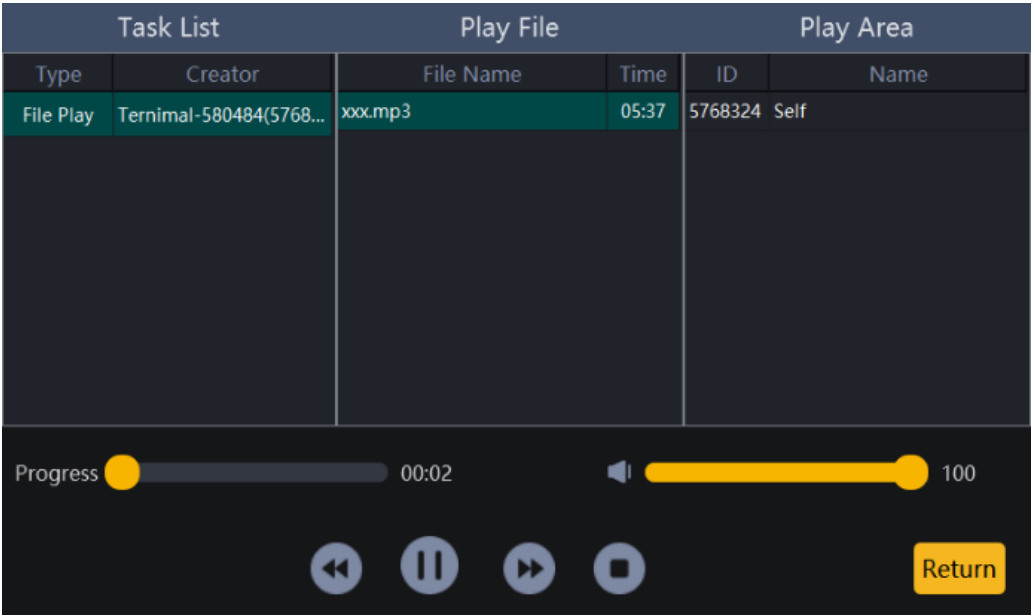 Task List Play File Play Area
Type Creator File Name Time ID Name
File Play Ternimal-580484(5768... xxx.mp3 05:37 5768324 Self
Progress 00:02 100
Return